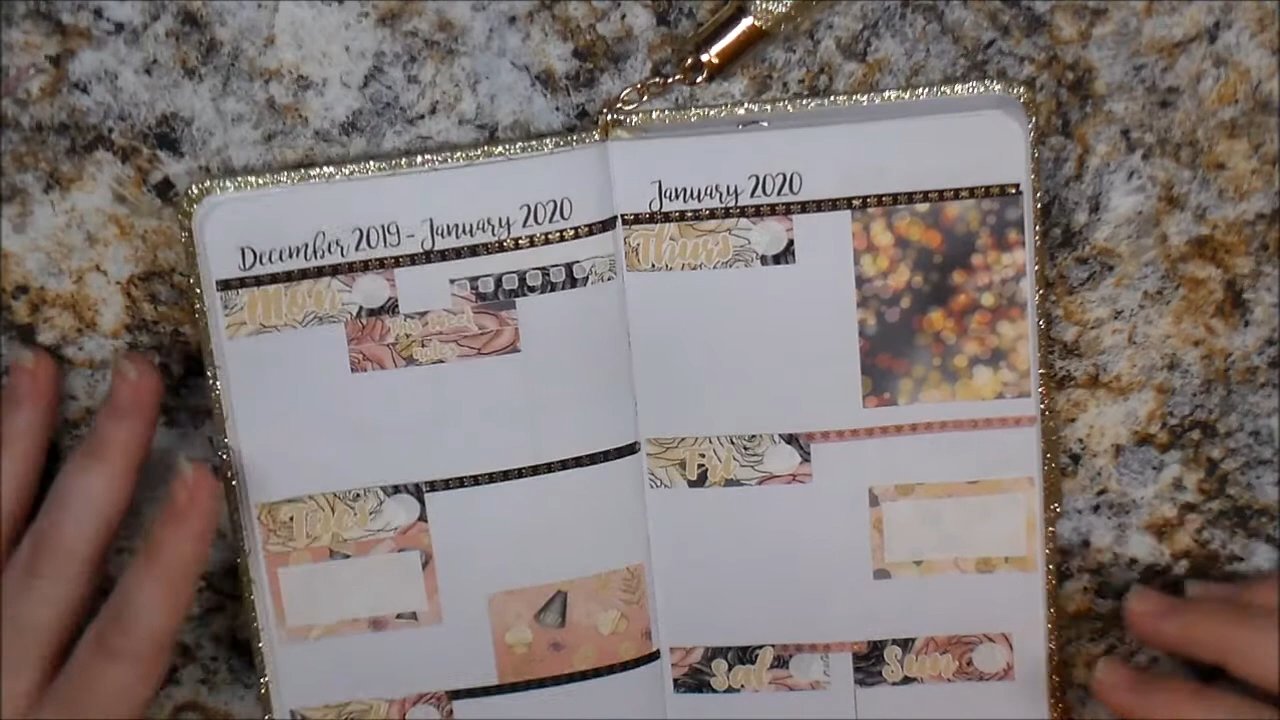 December 2019 - January 2020
Mon
Tues
January 2020
Thurs
Fri
Sat
Sun